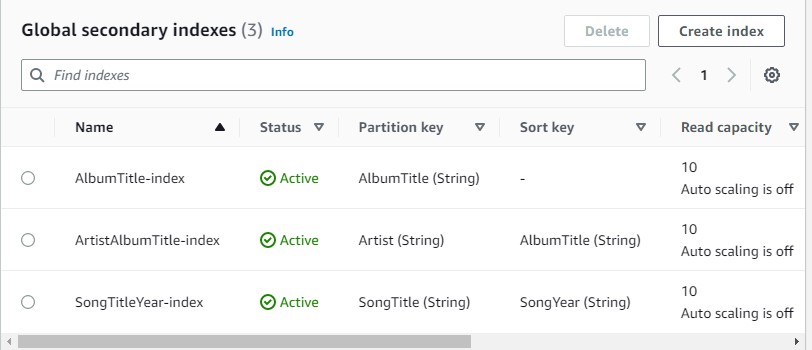 Global secondary indexes (3) Info
Delete
Create index
Find indexes
1
Name Status Partition key Sort key Read capacity
AlbumTitle-index Active AlbumTitle (String) - 10
Auto scaling is off
ArtistAlbumTitle-index Active Artist (String) AlbumTitle (String) 10
Auto scaling is off
SongTitleYear-index Active SongTitle (String) SongYear (String) 10
Auto scaling is off